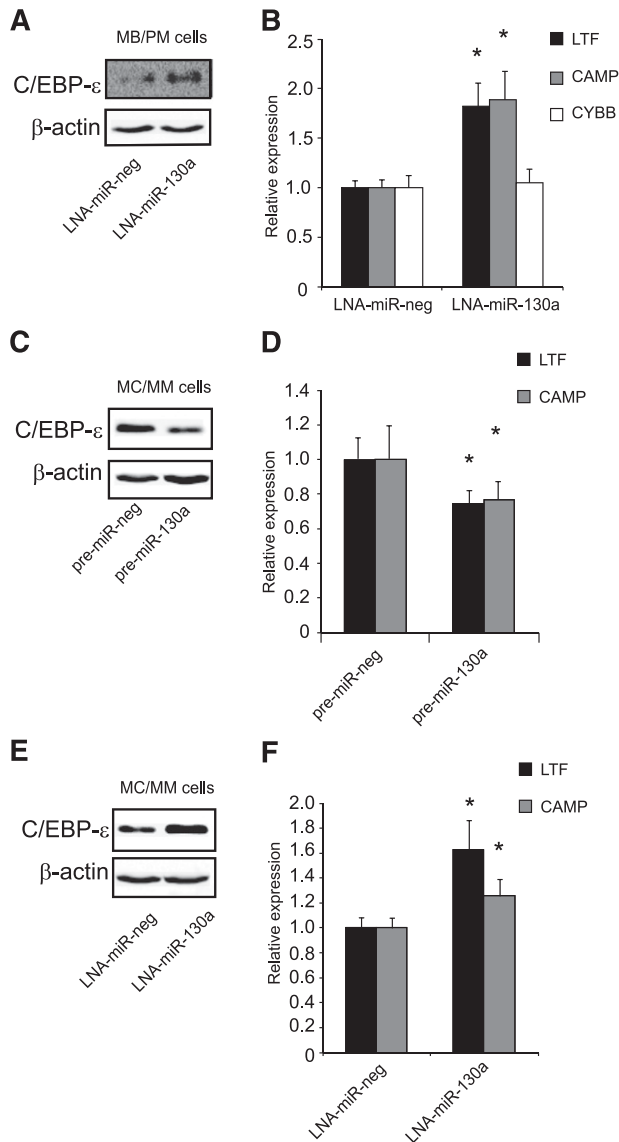 A
MB/PM cells
C/EBP-ε
β-actin
LNA-miR-neg
LNA-miR-130a
B
LTF
CAMP
CYBB
Relative expression
2.5
2.0
1.5
1.0
0.5
0
* *
LNA-miR-neg LNA-miR-130a
C
MC/MM cells
C/EBP-ε
β-actin
pre-miR-neg
pre-miR-130a
D
LTF
CAMP
Relative expression
1.4
1.2
1.0
0.8
0.6
0.4
0.2
0
* *
pre-miR-neg
pre-miR-130a
E
MC/MM cells
C/EBP-ε
β-actin
LNA-miR-neg
LNA-miR-130a
F
LTF
CAMP
Relative expression
2.0
1.8
1.6
1.4
1.2
1.0
0.8
0.6
0.4
0.2
0
*
*
LNA-miR-neg
LNA-miR-130a